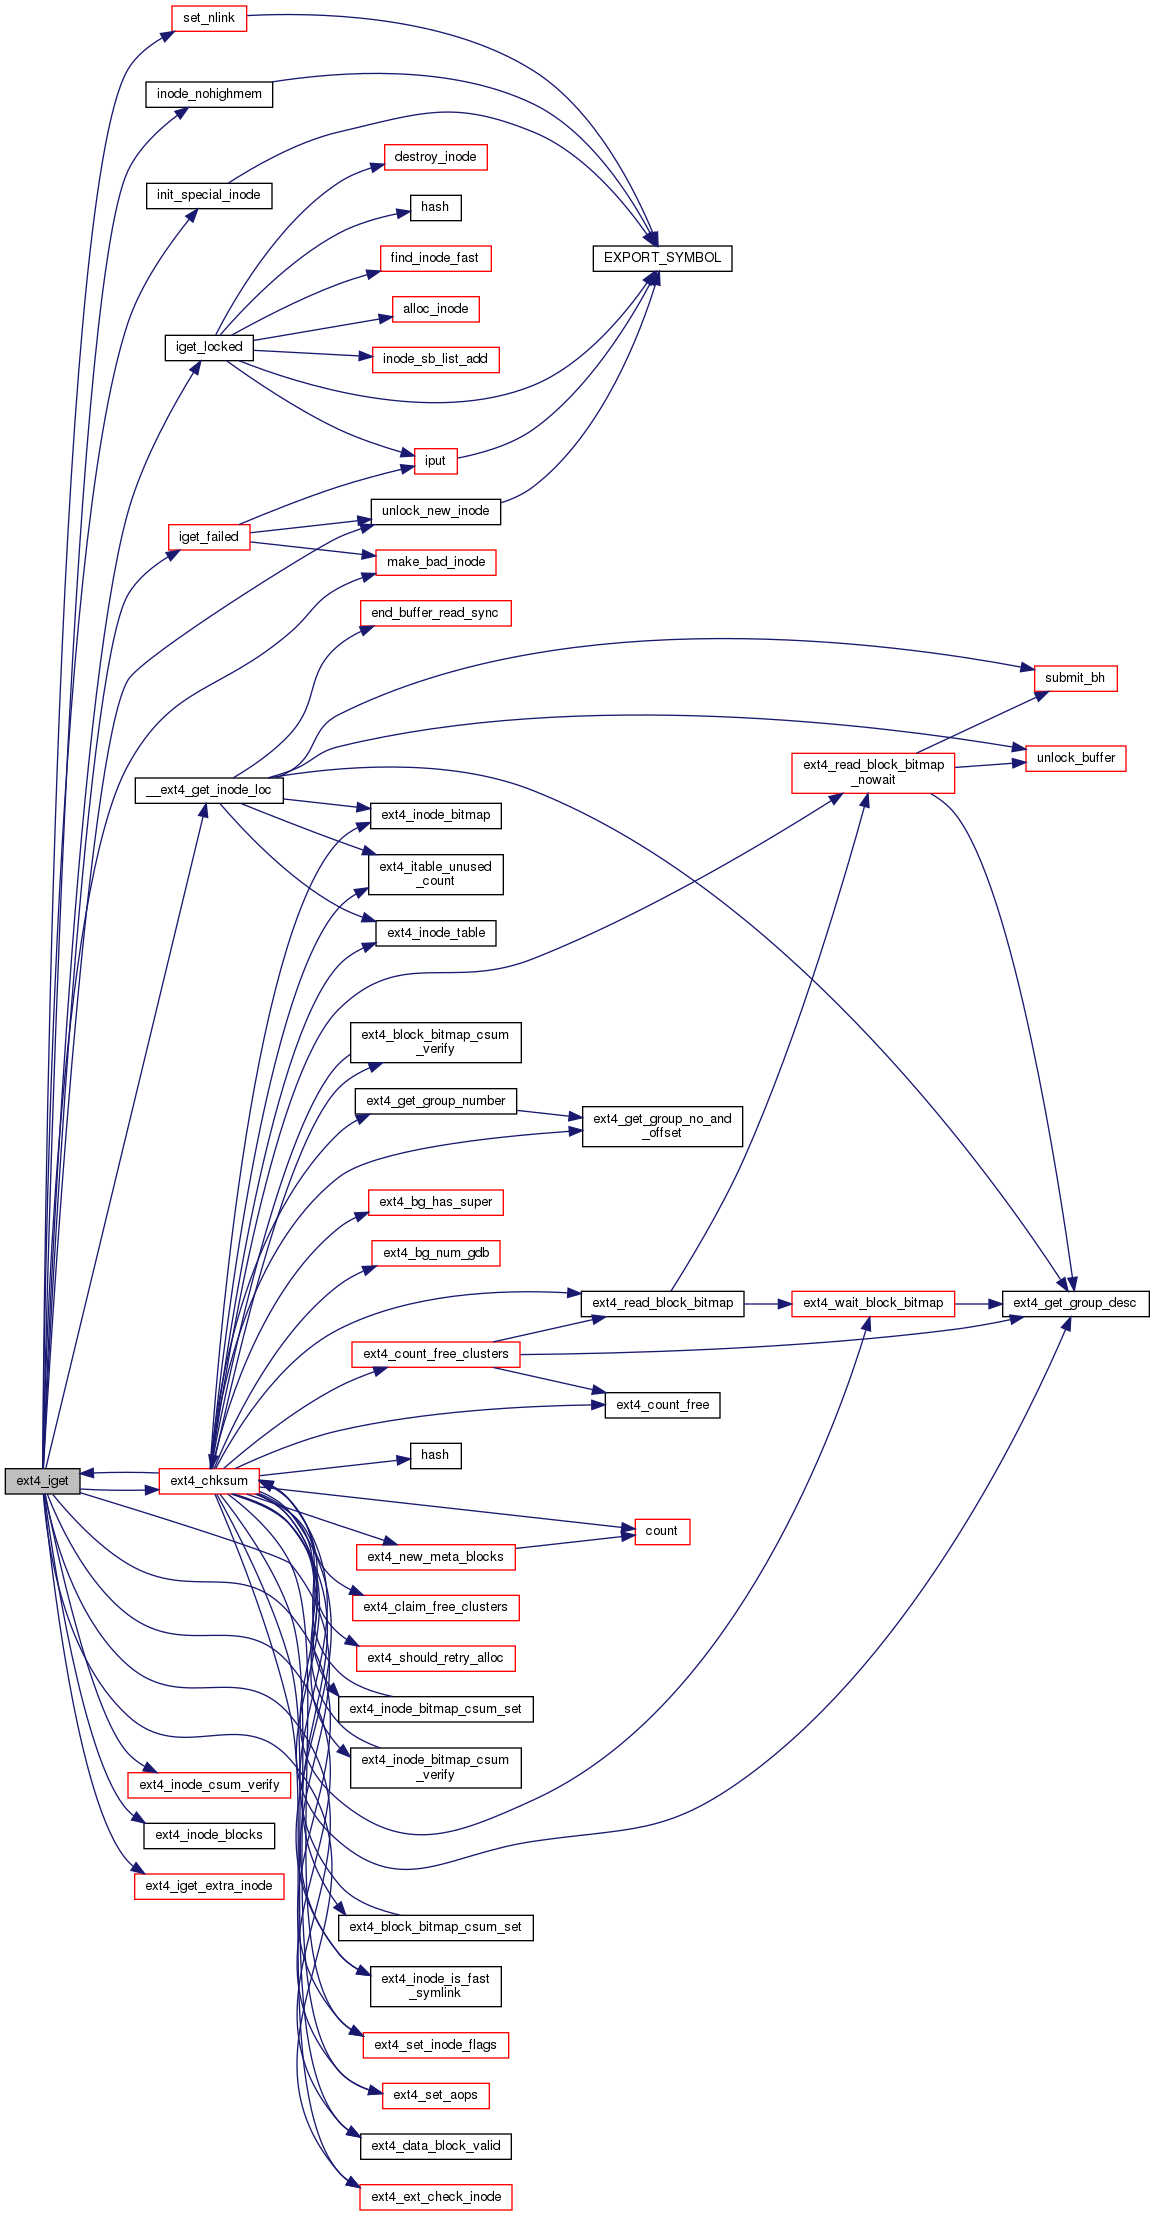 set_nlink
inode_nohighmem
destroy_inode
init_special_inode
hash
find_inode_fast
EXPORT_SYMBOL
alloc_inode
iget_locked
inode_sb_list_add
iput
unlock_new_inode
iget_failed
make_bad_inode
end_buffer_read_sync
submit_bh
unlock_buffer
ext4_read_block_bitmap
_nowait
__ext4_get_inode_loc
ext4_inode_bitmap
ext4_itable_unused
_count
ext4_inode_table
ext4_block_bitmap_csum
_verify
ext4_get_group_number
ext4_get_group_no_and
_offset
ext4_bg_has_super
ext4_bg_num_gdb
ext4_read_block_bitmap
ext4_wait_block_bitmap
ext4_get_group_desc
ext4_count_free_clusters
ext4_count_free
hash
ext4_iget
ext4_chksum
count
ext4_new_meta_blocks
ext4_claim_free_clusters
ext4_should_retry_alloc
ext4_inode_bitmap_csum_set
ext4_inode_bitmap_csum
_verify
ext4_inode_csum_verify
ext4_inode_blocks
ext4_iget_extra_inode
ext4_block_bitmap_csum_set
ext4_inode_is_fast
_symlink
ext4_set_inode_flags
ext4_set_aops
ext4_data_block_valid
ext4_ext_check_inode